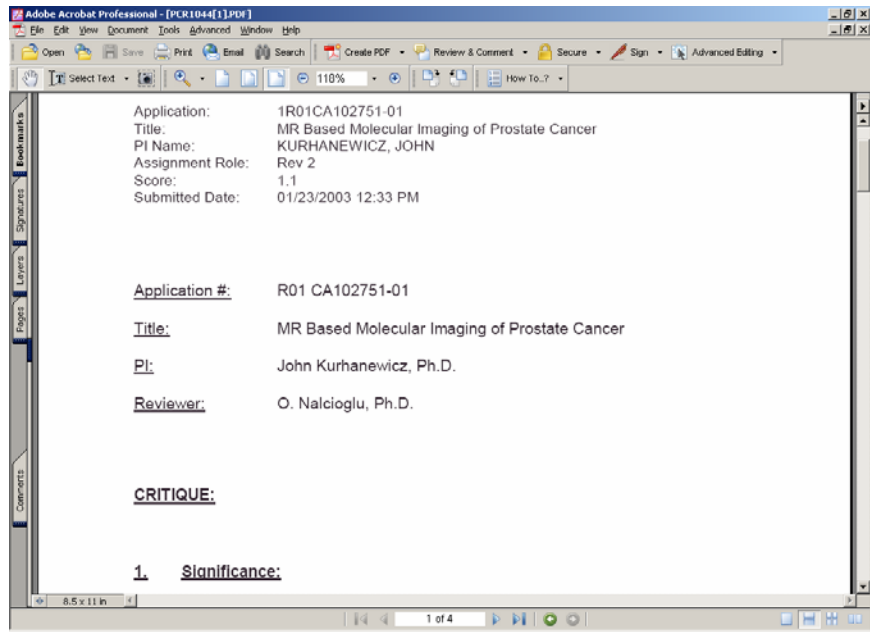 Adobe Acrobat Professional - [PCR1044[1].PDF]
File Edit View Document Tools Advanced Window Help
Open Save Print Email Search Create PDF Review & Comment Secure Sign Advanced Editing
Select Text 118% How To..?
Bookmarks
Signatures
Layers
Pages
Comments
Application: 1R01CA102751-01
Title: MR Based Molecular Imaging of Prostate Cancer
PI Name: KURHANEWICZ, JOHN
Assignment Role: Rev 2
Score: 1.1
Submitted Date: 01/23/2003 12:33 PM
Application #: R01 CA102751-01
Title: MR Based Molecular Imaging of Prostate Cancer
PI: John Kurhanewicz, Ph.D.
Reviewer: O. Nalcioglu, Ph.D.
CRITIQUE:
1. Significance:
8.5 x 11 in
1 of 4